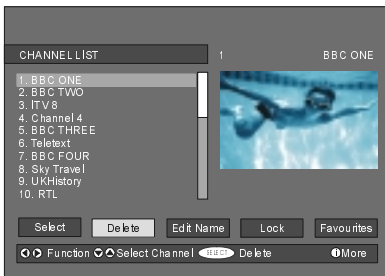 CHANNEL LIST
1 BBC ONE
1. BBC ONE
2. BBC TWO
3. ITV 8
4. Channel 4
5. BBC THREE
6. Teletext
7. BBC FOUR
8. Sky Travel
9. UKHistory
10. RTL
Select Delete Edit Name Lock Favourites
Function Select Channel SELECT Delete More